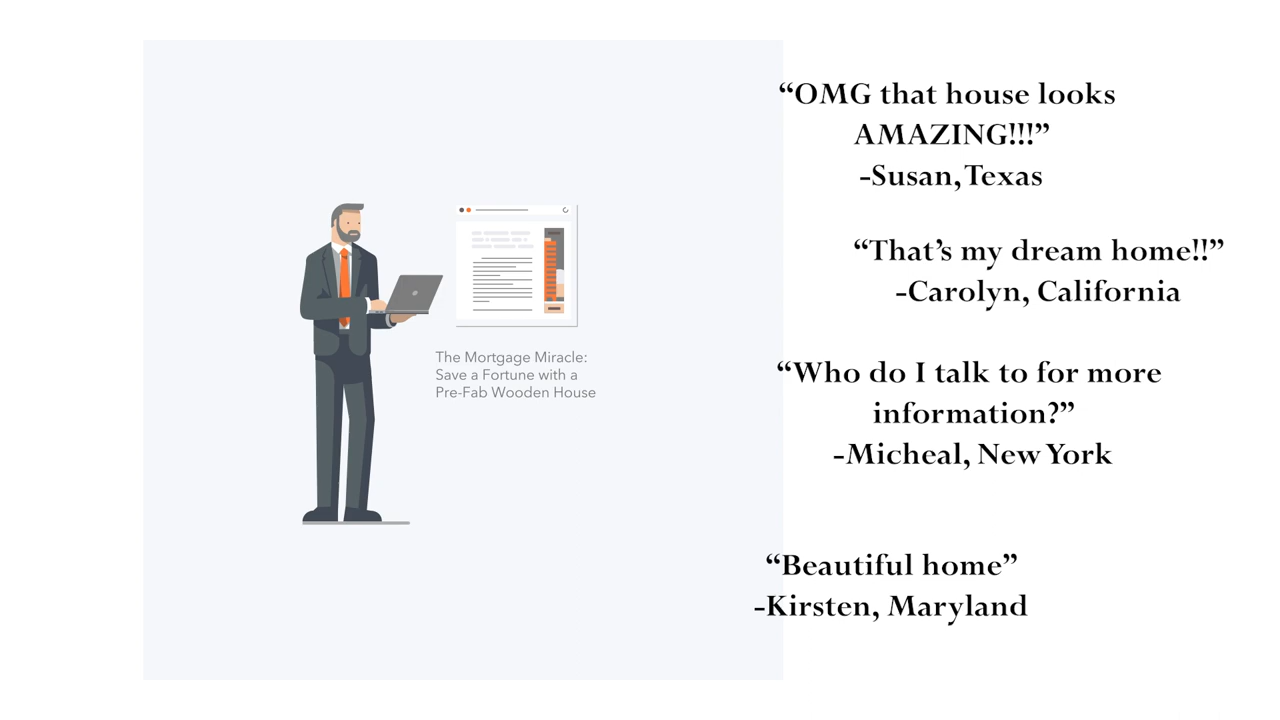 “OMG that house looks
AMAZING!!!”
-Susan, Texas
“That’s my dream home!!”
-Carolyn, California
The Mortgage Miracle:
Save a Fortune with a
Pre-Fab Wooden House
“Who do I talk to for more
information?”
-Micheal, New York
“Beautiful home”
-Kirsten, Maryland